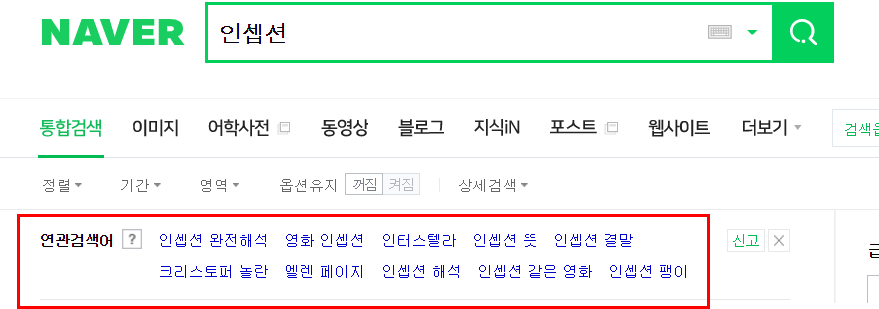 NAVER 인셉션
통합검색 이미지 어학사전 동영상 블로그 지식iN 포스트 웹사이트 더보기
정렬 기간 영역 옵션유지 꺼짐 켜짐 상세검색
연관검색어 ? 인셉션 완전해석 영화 인셉션 인터스텔라 인셉션 뜻 인셉션 결말 신고
크리스토퍼 놀란 엘렌 페이지 인셉션 해석 인셉션 같은 영화 인셉션 팽이